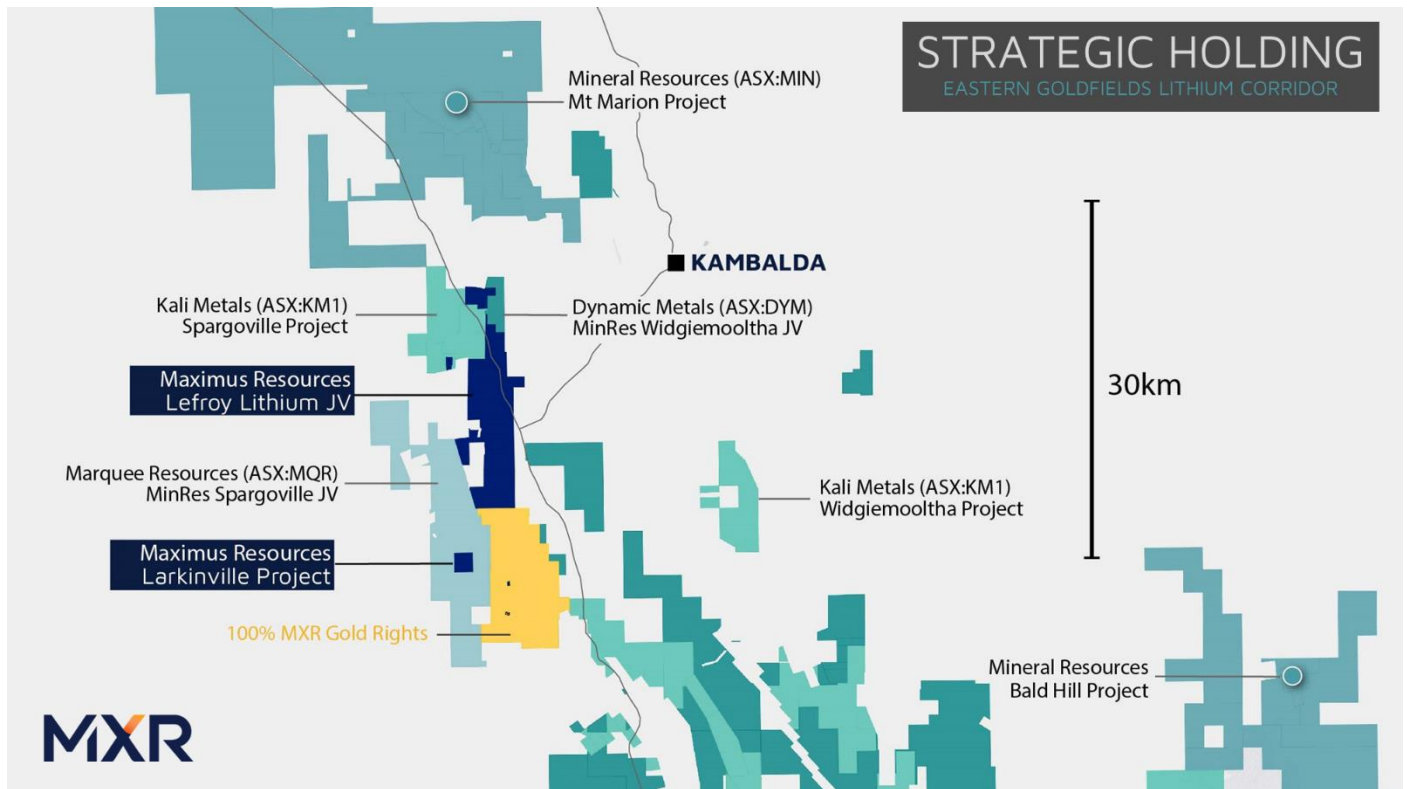 STRATEGIC HOLDING
EASTERN GOLDFIELDS LITHIUM CORRIDOR
Mineral Resources (ASX:MIN)
Mt Marion Project
KAMBALDA
Kali Metals (ASX:KM1)
Spargoville Project
Dynamic Metals (ASX:DYM)
MinRes Widgiemooltha JV
Maximus Resources
Lefroy Lithium JV
30km
Marquee Resources (ASX:MQR)
MinRes Spargoville JV
Kali Metals (ASX:KM1)
Widgiemooltha Project
Maximus Resources
Larkinville Project
100% MXR Gold Rights
Mineral Resources
Bald Hill Project
MXR